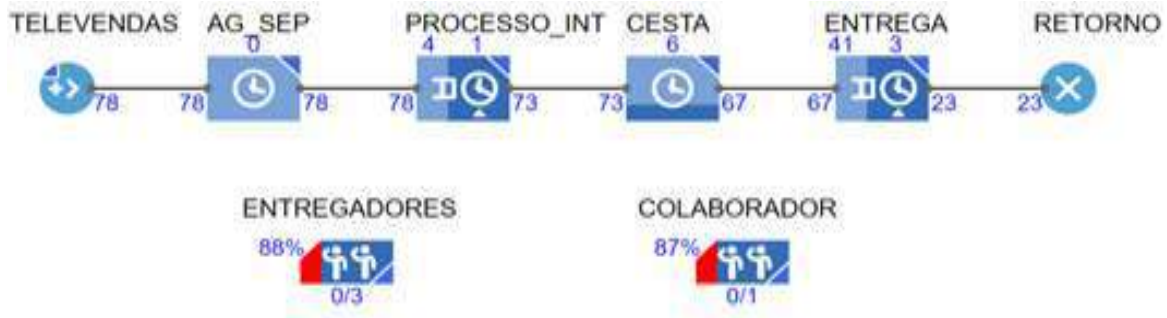 TELEVENDAS AG_SEP PROCESSO_INT CESTA ENTREGA RETORNO
0 4 1 6 41 3
78 78 78 78 73 73 67 67 23 23
ENTREGADORES COLABORADOR
88% 87%
0/3 0/1